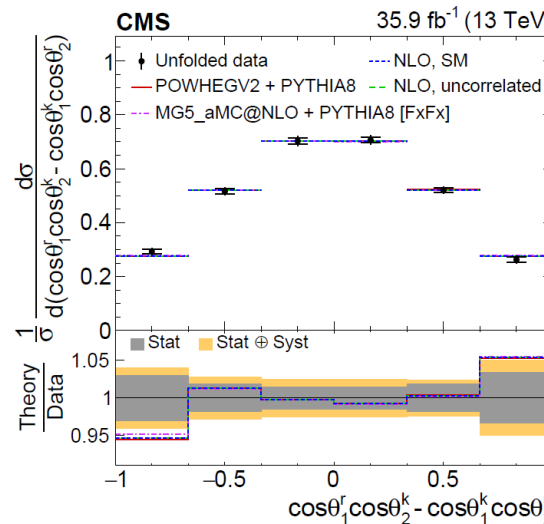 CMS 35.9 fb⁻¹ (13 TeV
Unfolded data
NLO, SM
POWHEGV2 + PYTHIA8
NLO, uncorrelated
MG5_aMC@NLO + PYTHIA8 [FxFx]
1/σ dσ/d(cosθ₁ʳcosθ₂ᵏ - cosθ₁ᵏcosθ₂ʳ)
1
0.8
0.6
0.4
0.2
0
Stat
Stat ⊕ Syst
Theory/Data
1.05
1
0.95
−1 −0.5 0 0.5
cosθ₁ʳcosθ₂ᵏ - cosθ₁ᵏcosθ